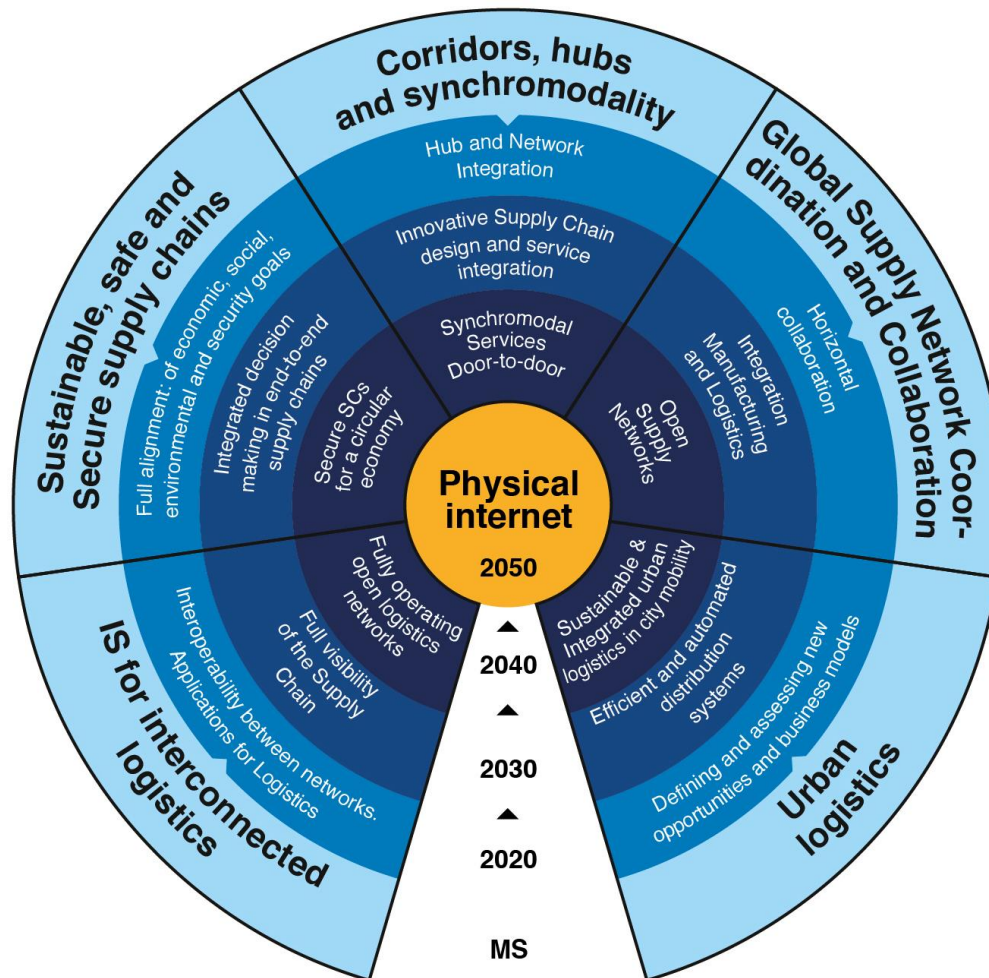 Corridors, hubs
and synchromodality
Hub and Network
Integration
Innovative Supply Chain
design and service
integration
Synchromodal
Services
Door-to-door
Global Supply Network Coor-
dination and Collaboration
Horizontal
collaboration
Integration
Manufacturing
and Logistics
Open
Supply
Networks
Urban
logistics
Defining and assessing new
opportunities and business models
Efficient and automated
distribution
systems
Sustainable &
Integrated urban
logistics in city mobility
IS for interconnected
logistics
Interoperability between networks.
Applications for Logistics
Full visibility
of the Supply
Chain
Fully operating
open logistics
networks
Sustainable, safe and
Secure supply chains
Full alignment: of economic, social,
environmental and security goals
Integrated decision
making in end-to-end
supply chains
Secure SCs
for a circular
economy
Physical
internet
2050
2040
2030
2020
MS